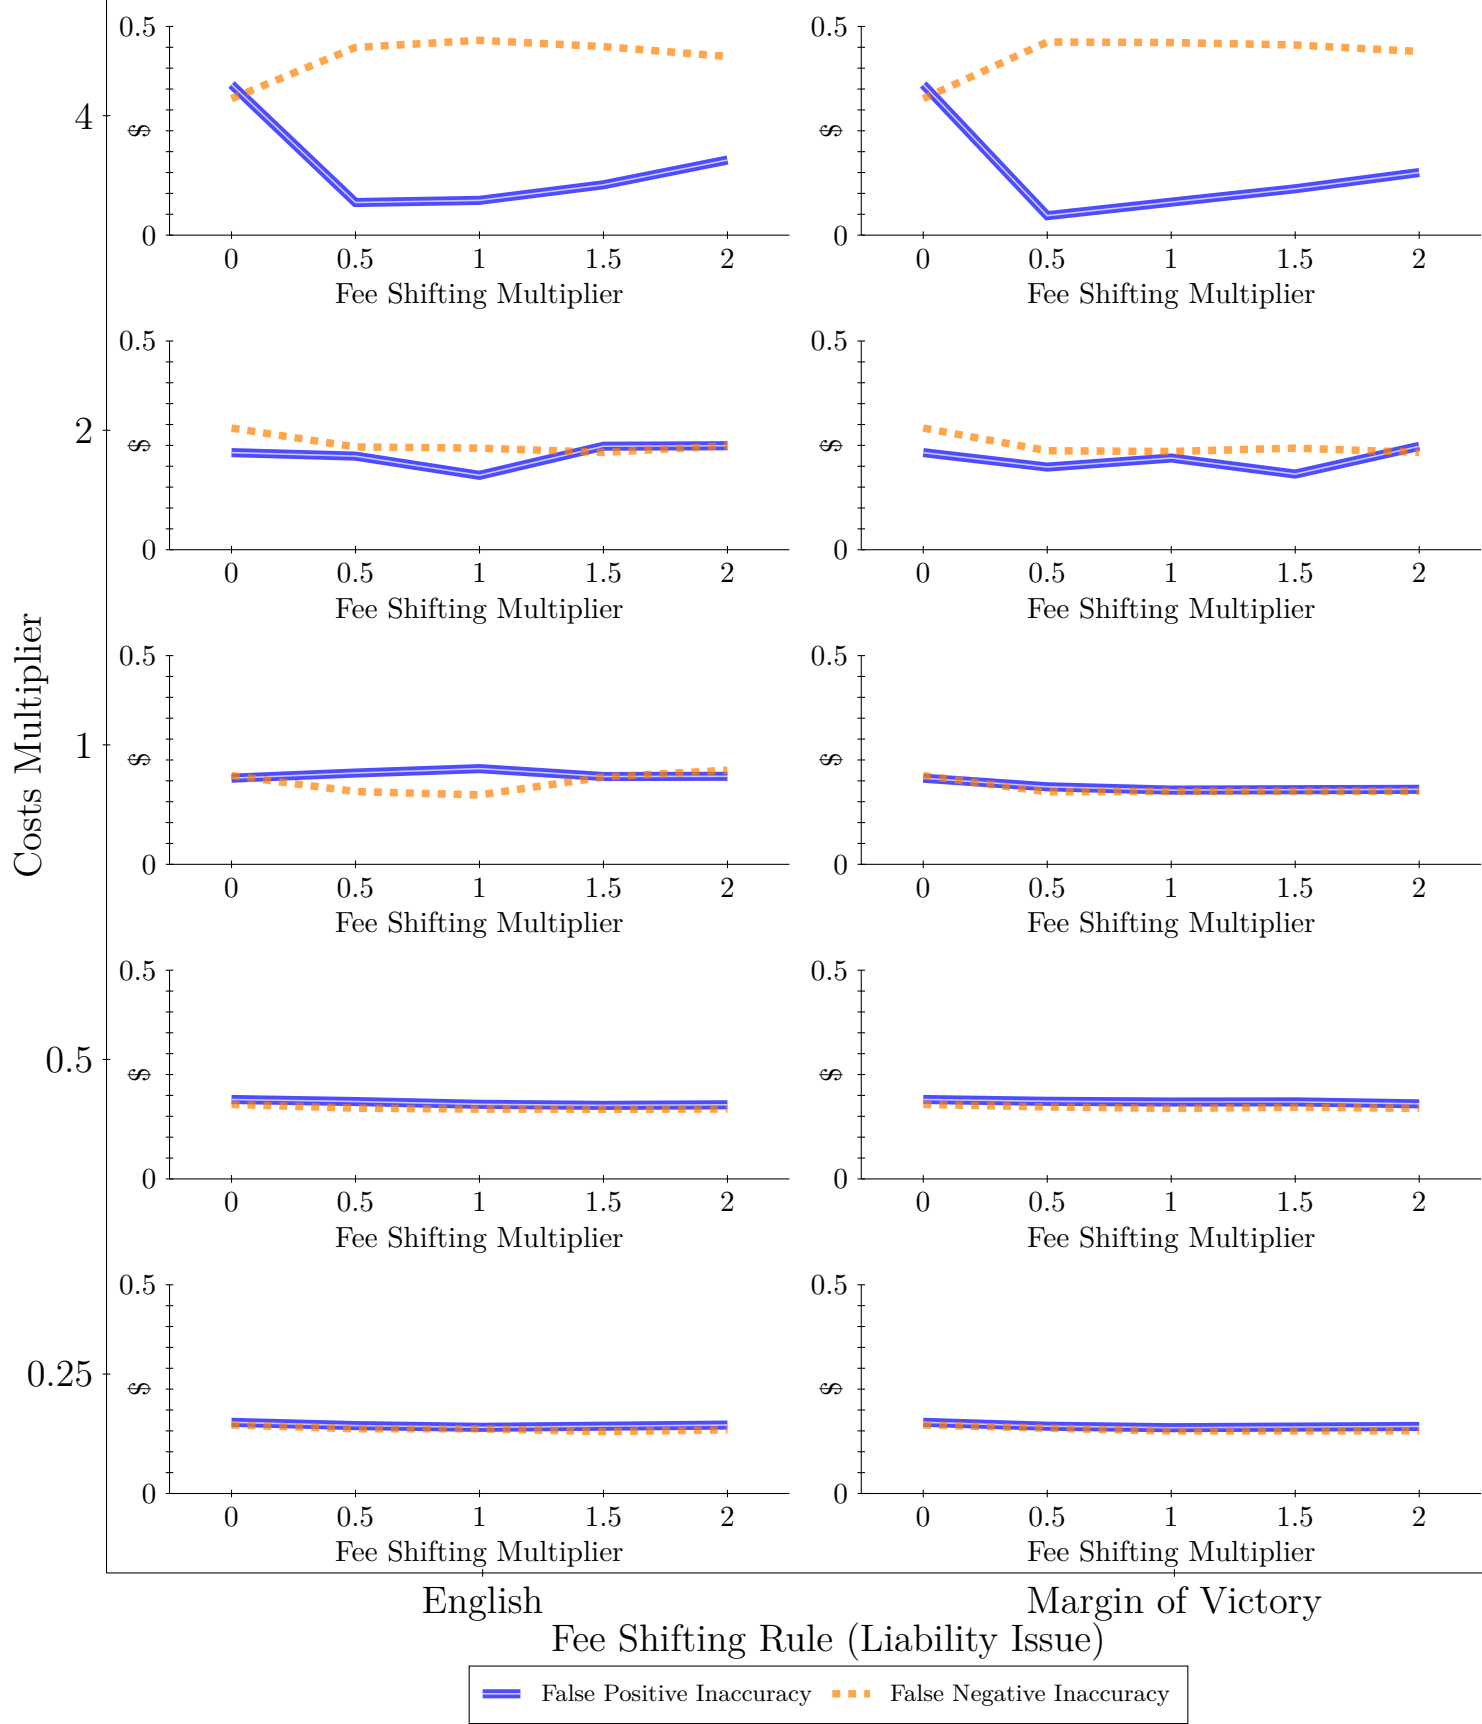 0.5
4
$
0
0 0.5 1 1.5 2
Fee Shifting Multiplier
0.5
$
0
0 0.5 1 1.5 2
Fee Shifting Multiplier
0.5
2
$
0
0 0.5 1 1.5 2
Fee Shifting Multiplier
0.5
$
0
0 0.5 1 1.5 2
Fee Shifting Multiplier
Costs Multiplier
0.5
1
$
0
0 0.5 1 1.5 2
Fee Shifting Multiplier
0.5
$
0
0 0.5 1 1.5 2
Fee Shifting Multiplier
0.5
0.5
$
0
0 0.5 1 1.5 2
Fee Shifting Multiplier
0.5
$
0
0 0.5 1 1.5 2
Fee Shifting Multiplier
0.5
0.25
$
0
0 0.5 1 1.5 2
Fee Shifting Multiplier
0.5
$
0
0 0.5 1 1.5 2
Fee Shifting Multiplier
English
Margin of Victory
Fee Shifting Rule (Liability Issue)
False Positive Inaccuracy
False Negative Inaccuracy